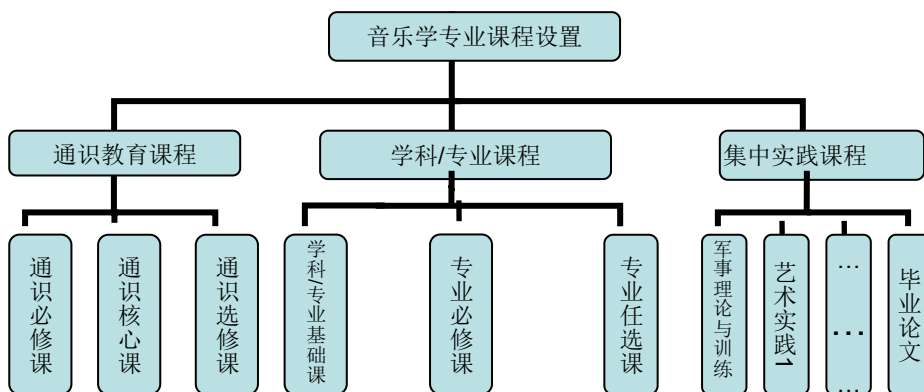 音乐学专业课程设置
通识教育课程
学科/专业课程
集中实践课程
通识必修课
通识核心课
通识选修课
学科/专业基础课
专业必修课
专业任选课
军事理论与训练
艺术实践1
… … …
毕业论文